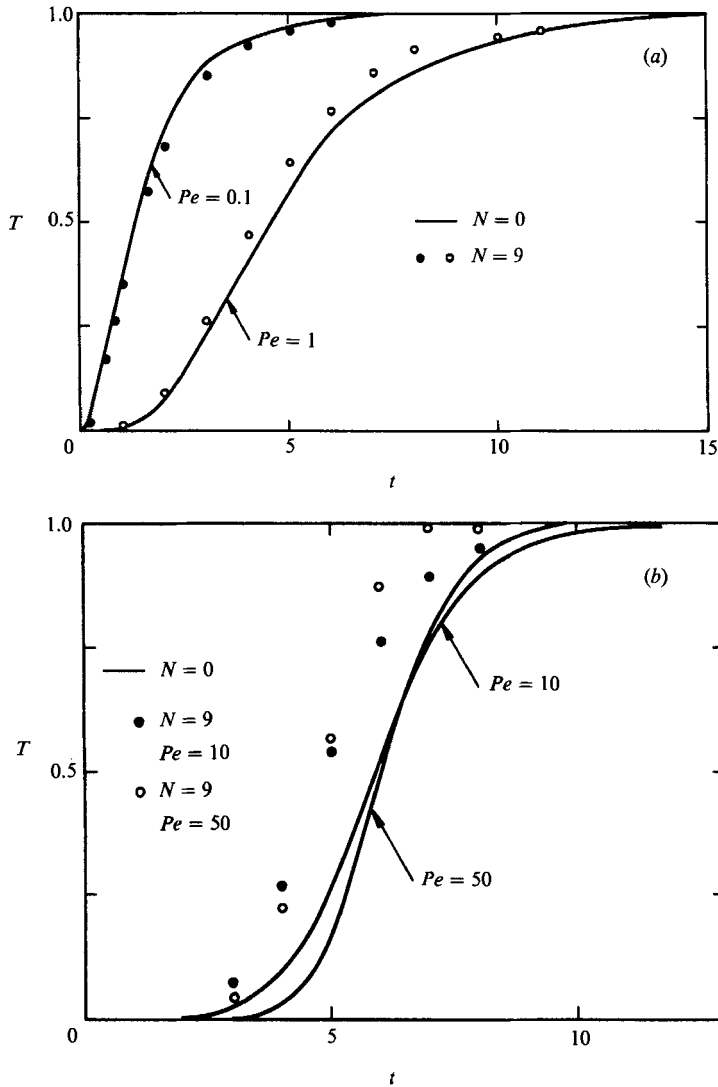 1.0
(a)
Pe = 0.1
T
0.5
N = 0
N = 9
Pe = 1
0
5
10
15
t
1.0
(b)
N = 0
Pe = 10
N = 9
Pe = 10
T
0.5
N = 9
Pe = 50
Pe = 50
0
5
10
t